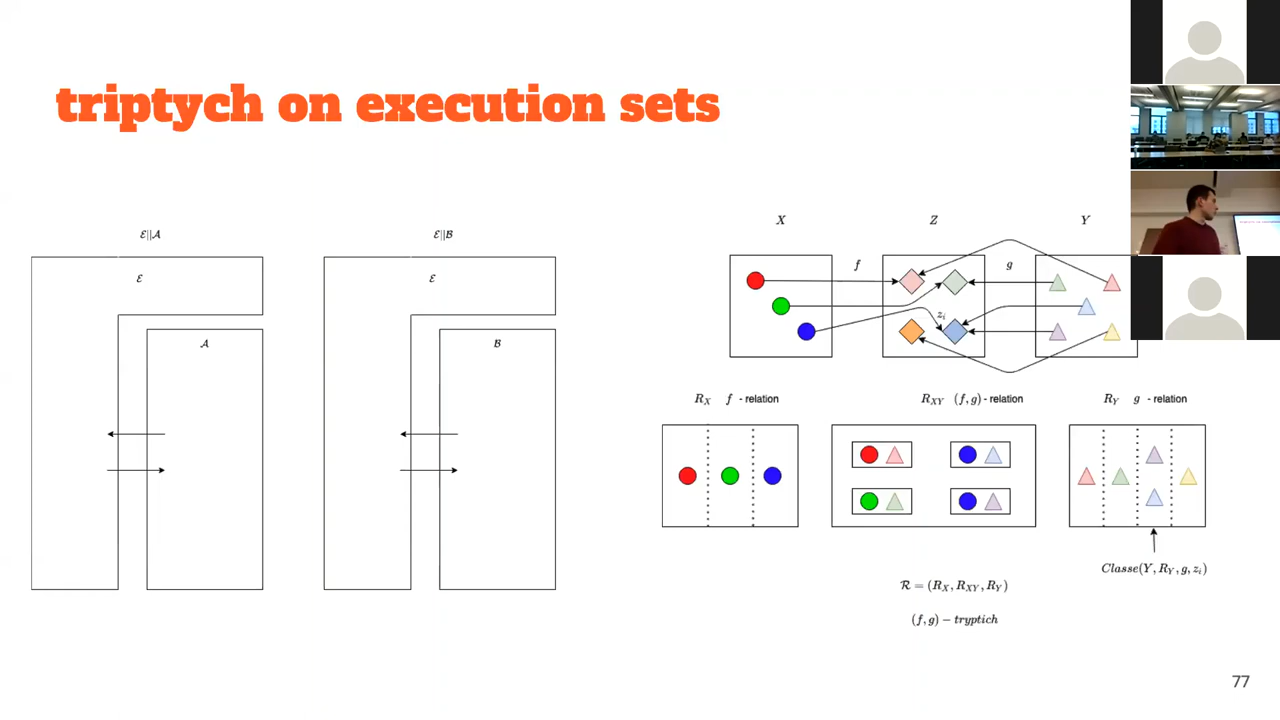 triptych on execution sets
ℰ||𝒜
ℰ
𝒜
ℰ||ℬ
ℰ
ℬ
X Z Y
f g
z_i
R_X f - relation
R_XY (f, g) - relation
R_Y g - relation
Classe(Y, R_Y, g, z_i)
ℛ = (R_X, R_XY, R_Y)
(f, g) − tryptich
77